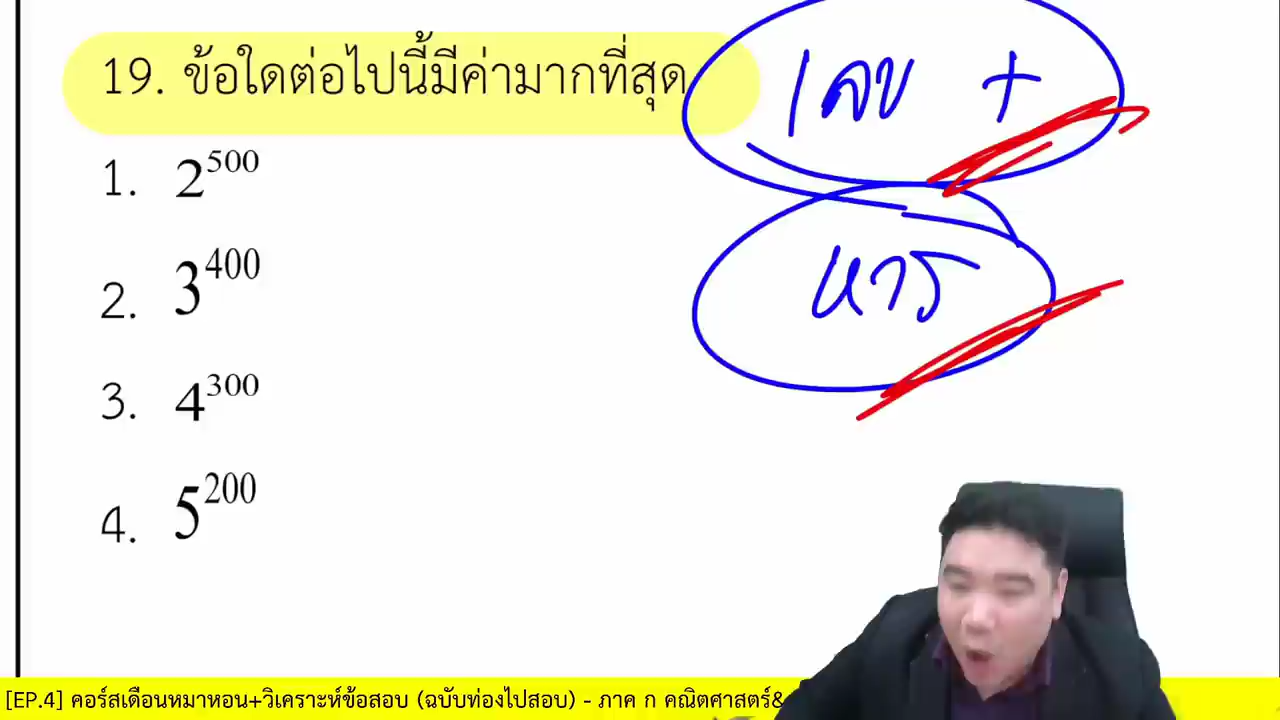 19. ข้อใดต่อไปนี้มีค่ามากที่สุด
เลข +
หาร
1. 2^500
2. 3^400
3. 4^300
4. 5^200
[EP.4] คอร์สเดือนหมาหอน+วิเคราะห์ข้อสอบ (ฉบับท่องไปสอบ) - ภาค ก คณิตศาสตร์&